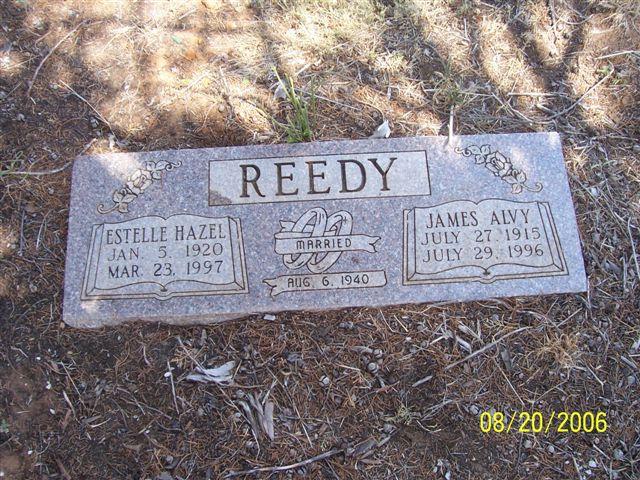 REEDY
ESTELLE HAZEL
JAN. 5, 1920
MAR. 23, 1997
MARRIED
AUG. 6, 1940
JAMES ALVY
JULY 27, 1915
JULY 29, 1996
08/20/2006